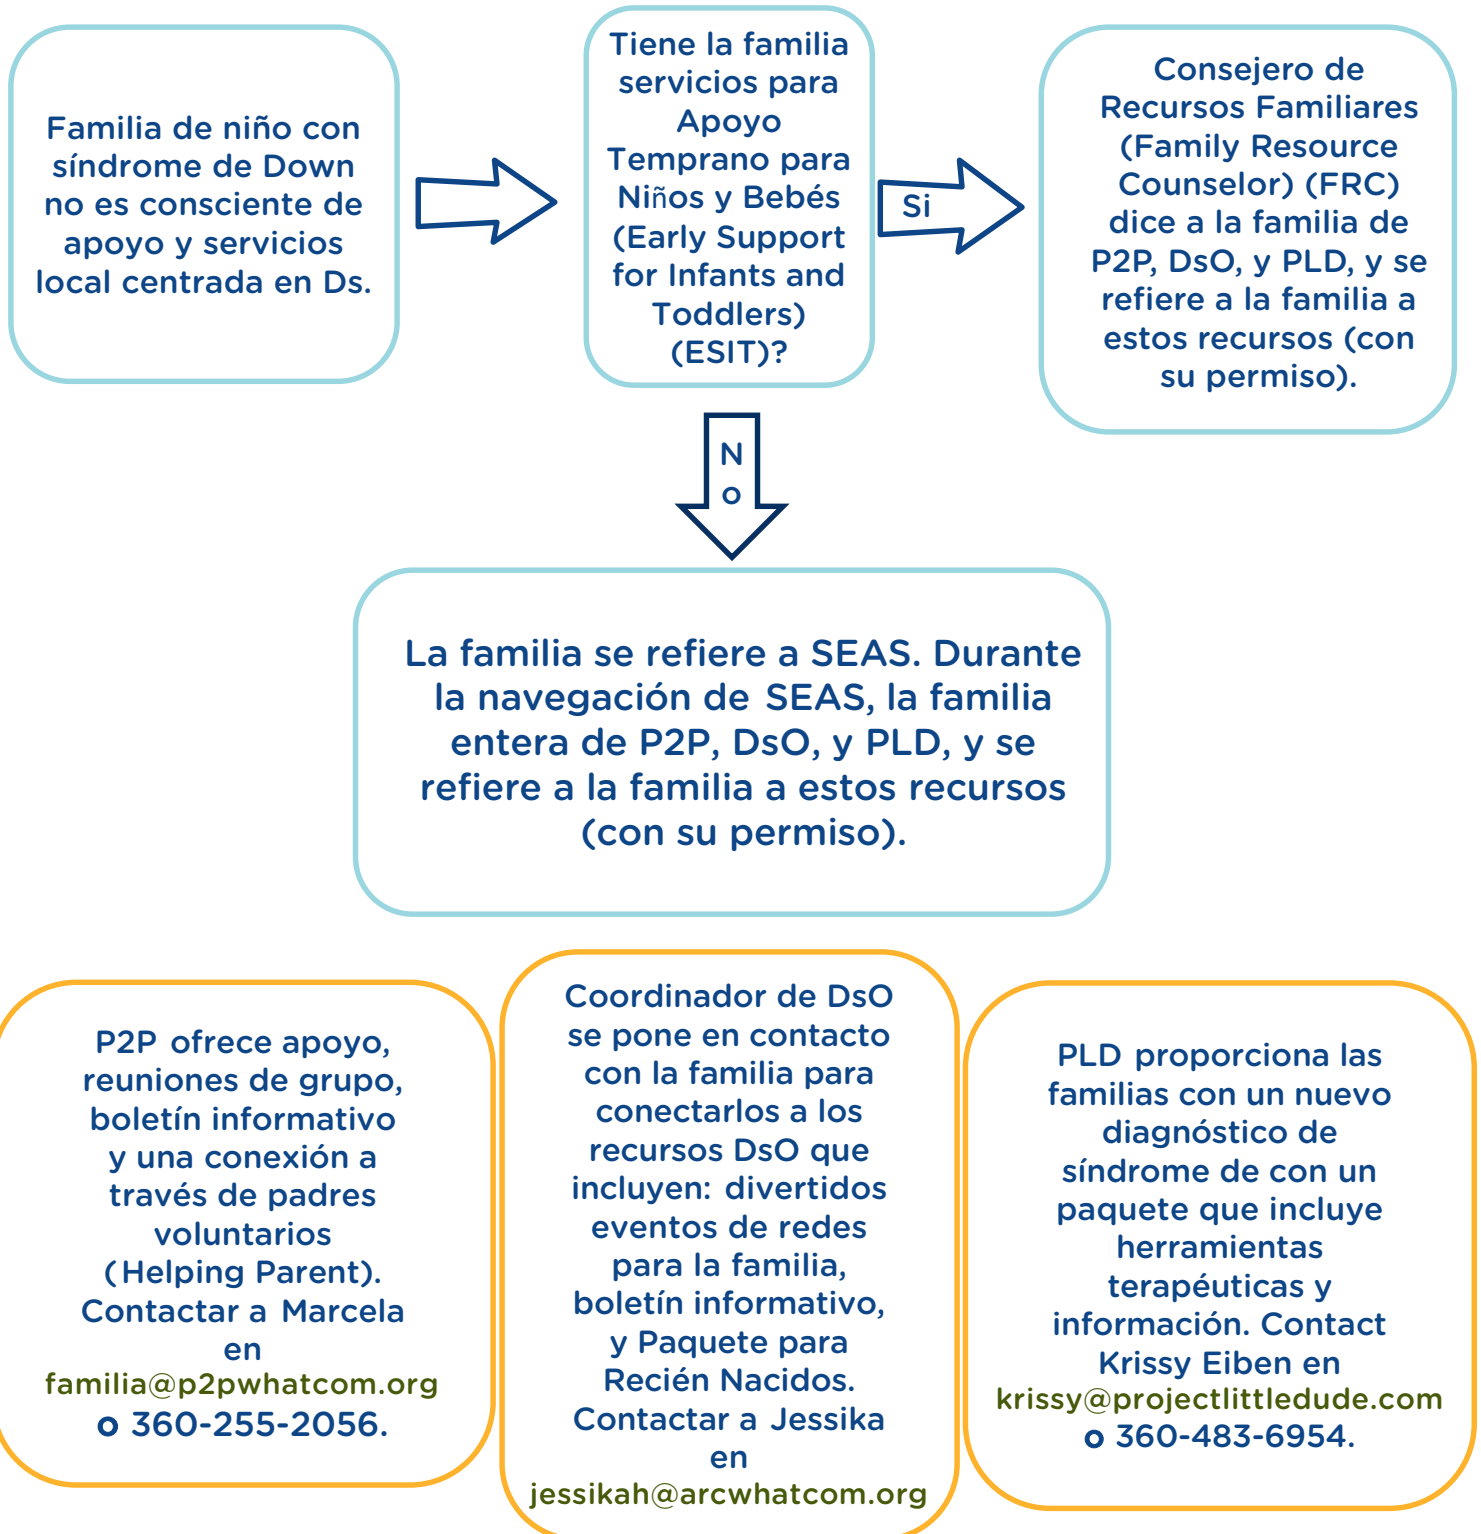 Familia de niño con
síndrome de Down
no es consciente de
apoyo y servicios
local centrada en Ds.
Tiene la familia
servicios para
Apoyo
Temprano para
Niños y Bebés
(Early Support
for Infants and
Toddlers)
(ESIT)?
Si
Consejero de
Recursos Familiares
(Family Resource
Counselor) (FRC)
dice a la familia de
P2P, DsO, y PLD, y se
refiere a la familia a
estos recursos (con
su permiso).
N
o
La familia se refiere a SEAS. Durante
la navegación de SEAS, la familia
entera de P2P, DsO, y PLD, y se
refiere a la familia a estos recursos
(con su permiso).
P2P ofrece apoyo,
reuniones de grupo,
boletín informativo
y una conexión a
través de padres
voluntarios
(Helping Parent).
Contactar a Marcela
en
familia@p2pwhatcom.org
o 360-255-2056.
Coordinador de DsO
se pone en contacto
con la familia para
conectarlos a los
recursos DsO que
incluyen: divertidos
eventos de redes
para la familia,
boletín informativo,
y Paquete para
Recién Nacidos.
Contactar a Jessika
en
jessikah@arcwhatcom.org
PLD proporciona las
familias con un nuevo
diagnóstico de
síndrome de con un
paquete que incluye
herramientas
terapéuticas y
información. Contact
Krissy Eiben en
krissy@projectlittledude.com
o 360-483-6954.